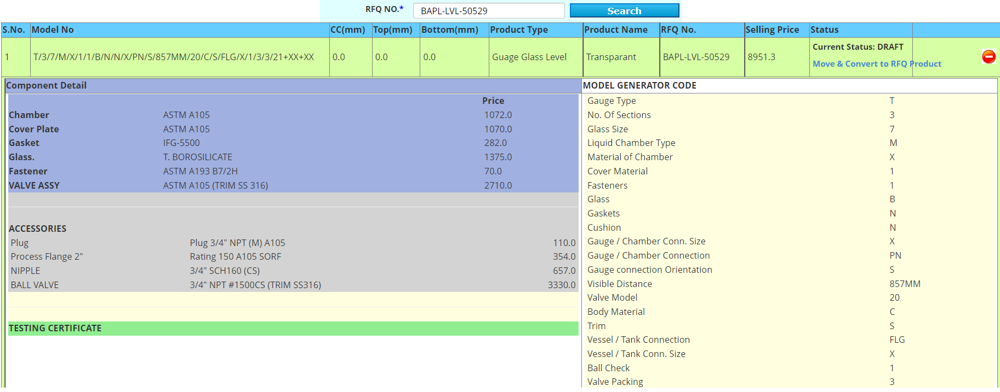 RFQ NO.* BAPL-LVL-50529 Search
S.No. Model No CC(mm) Top(mm) Bottom(mm) Product Type Product Name RFQ No. Selling Price Status
Current Status: DRAFT
1 T/3/7/M/X/1/1/B/N/N/X/PN/S/857MM/20/C/S/FLG/X/1/3/3/21+XX+XX 0.0 0.0 0.0 Guage Glass Level Transparant BAPL-LVL-50529 8951.3
Move & Convert to RFQ Product
Component Detail
Price
Chamber ASTM A105 1072.0
Cover Plate ASTM A105 1070.0
Gasket IFG-5500 282.0
Glass. T. BOROSILICATE 1375.0
Fastener ASTM A193 B7/2H 70.0
VALVE ASSY ASTM A105 (TRIM SS 316) 2710.0
ACCESSORIES
Plug Plug 3/4" NPT (M) A105 110.0
Process Flange 2" Rating 150 A105 SORF 354.0
NIPPLE 3/4" SCH160 (CS) 657.0
BALL VALVE 3/4" NPT #1500CS (TRIM SS316) 3330.0
TESTING CERTIFICATE
MODEL GENERATOR CODE
Gauge Type T
No. Of Sections 3
Glass Size 7
Liquid Chamber Type M
Material of Chamber X
Cover Material 1
Fasteners 1
Glass B
Gaskets N
Cushion N
Gauge / Chamber Conn. Size X
Gauge / Chamber Connection PN
Gauge connection Orientation S
Visible Distance 857MM
Valve Model 20
Body Material C
Trim S
Vessel / Tank Connection FLG
Vessel / Tank Conn. Size X
Ball Check 1
Valve Packing 3